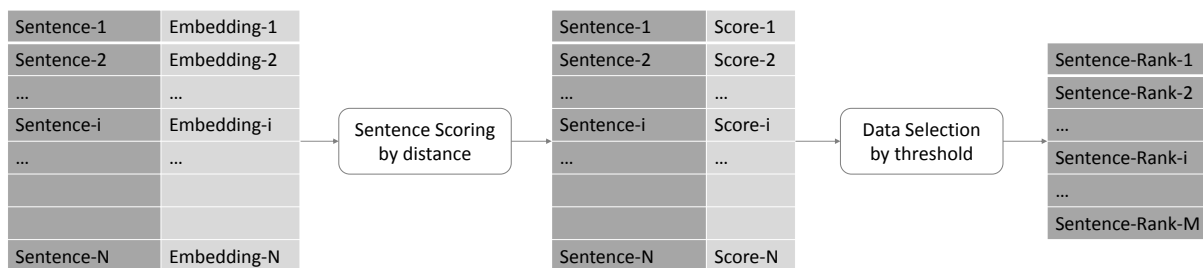 Sentence-1 Embedding-1
Sentence-2 Embedding-2
... ...
Sentence-i Embedding-i
... ...
Sentence-N Embedding-N
Sentence Scoring
by distance
Sentence-1 Score-1
Sentence-2 Score-2
... ...
Sentence-i Score-i
... ...
Sentence-N Score-N
Data Selection
by threshold
Sentence-Rank-1
Sentence-Rank-2
...
Sentence-Rank-i
...
Sentence-Rank-M